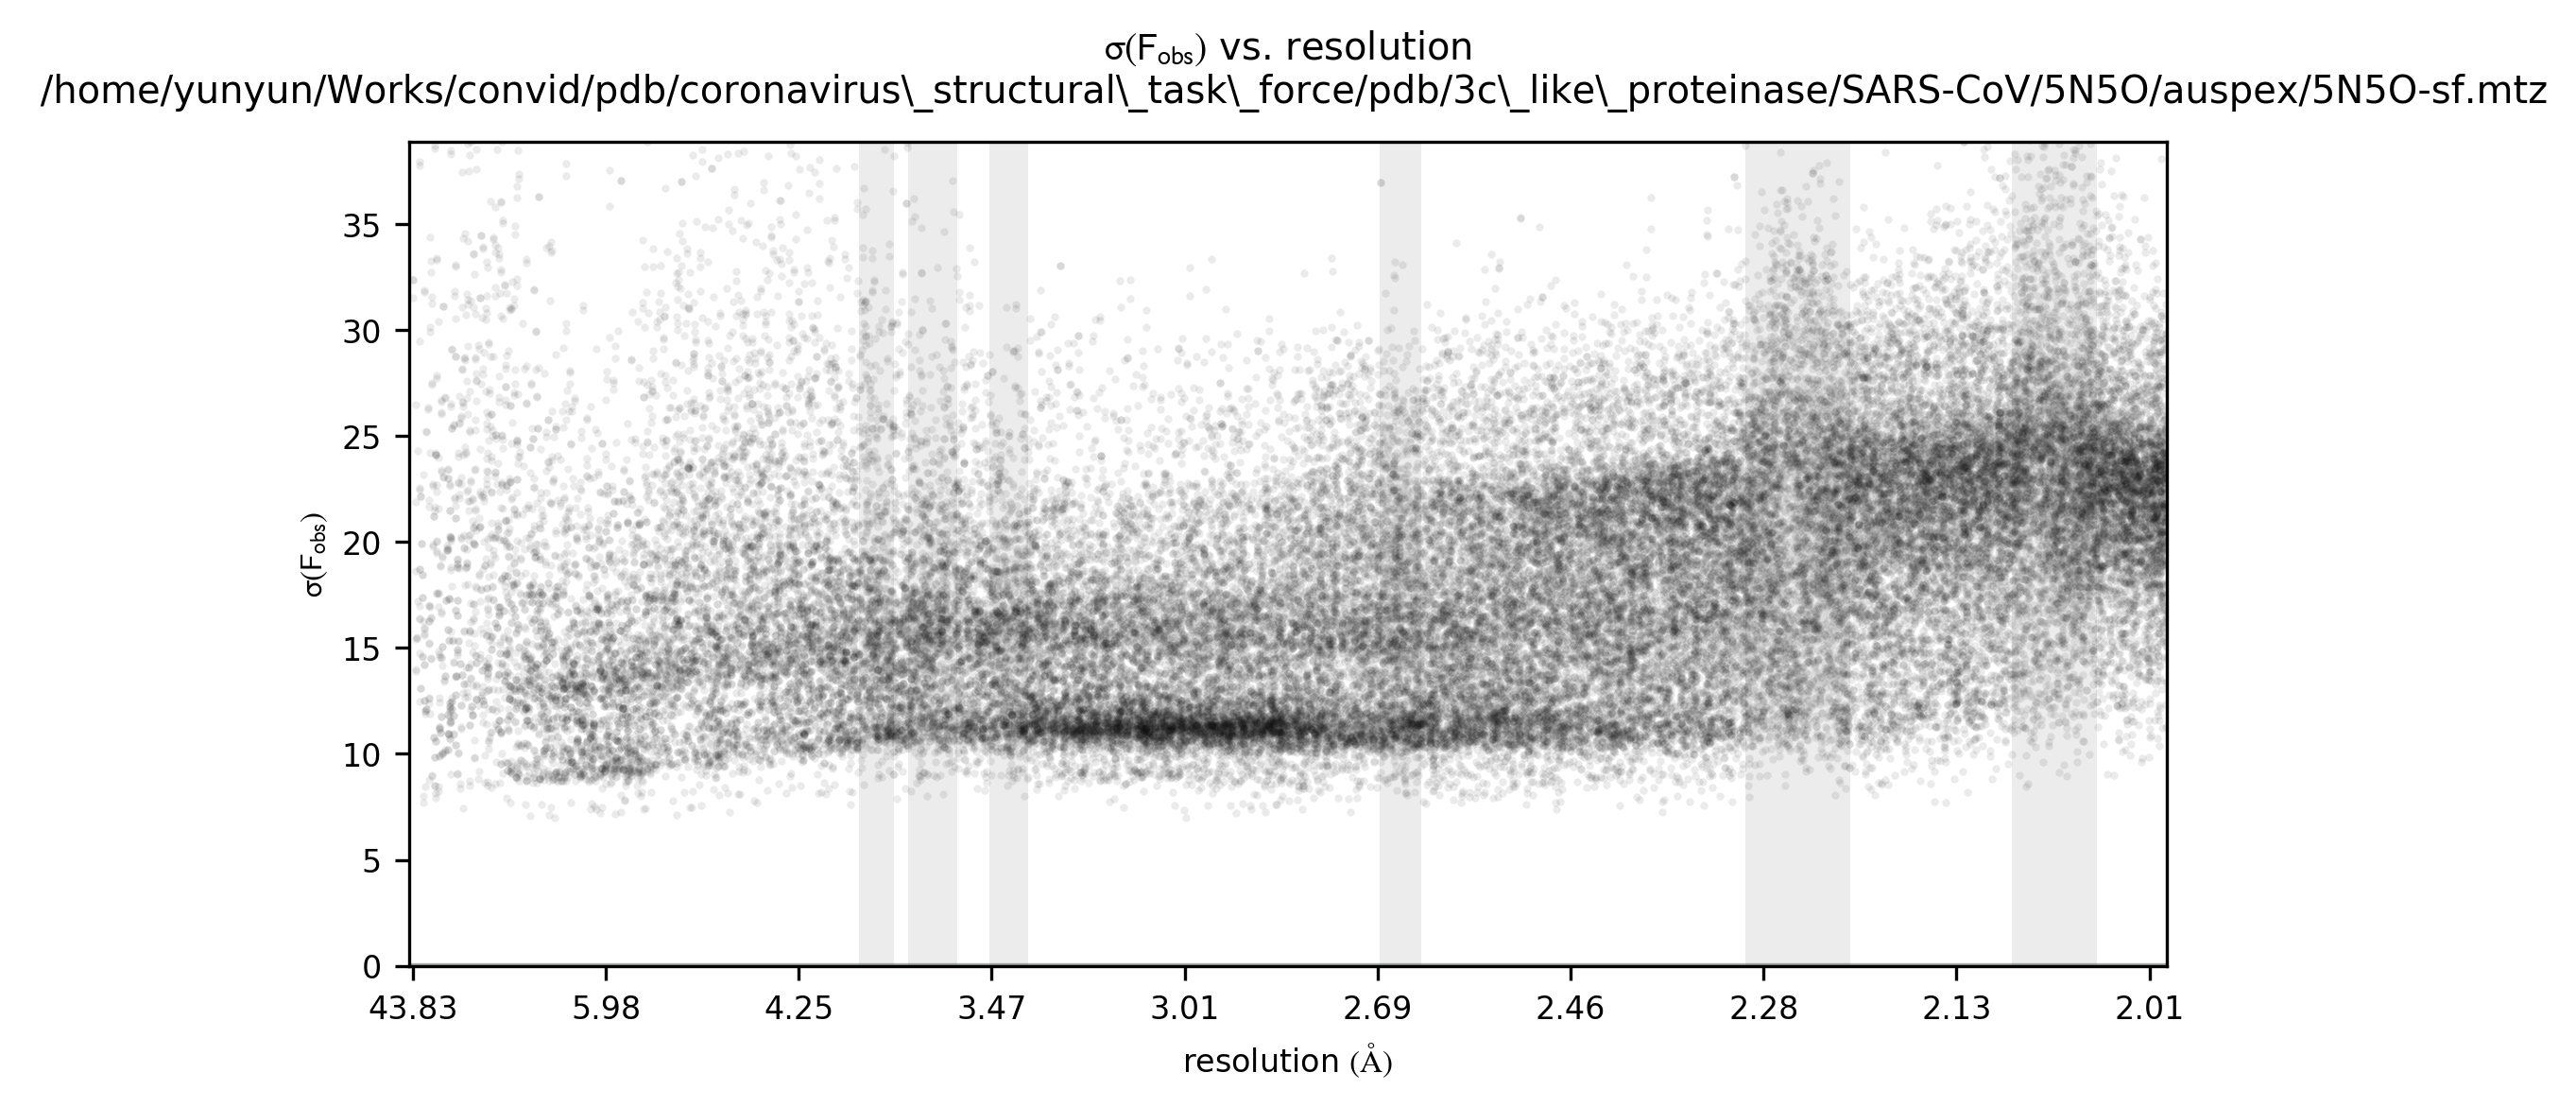 σ(Fobs) vs. resolution
/home/yunyun/Works/convid/pdb/coronavirus\_structural\_task\_force/pdb/3c\_like\_proteinase/SARS-CoV/5N5O/auspex/5N5O-sf.mtz
σ(Fobs)
35
30
25
20
15
10
5
0
43.83 5.98 4.25 3.47 3.01 2.69 2.46 2.28 2.13 2.01
resolution (Å)